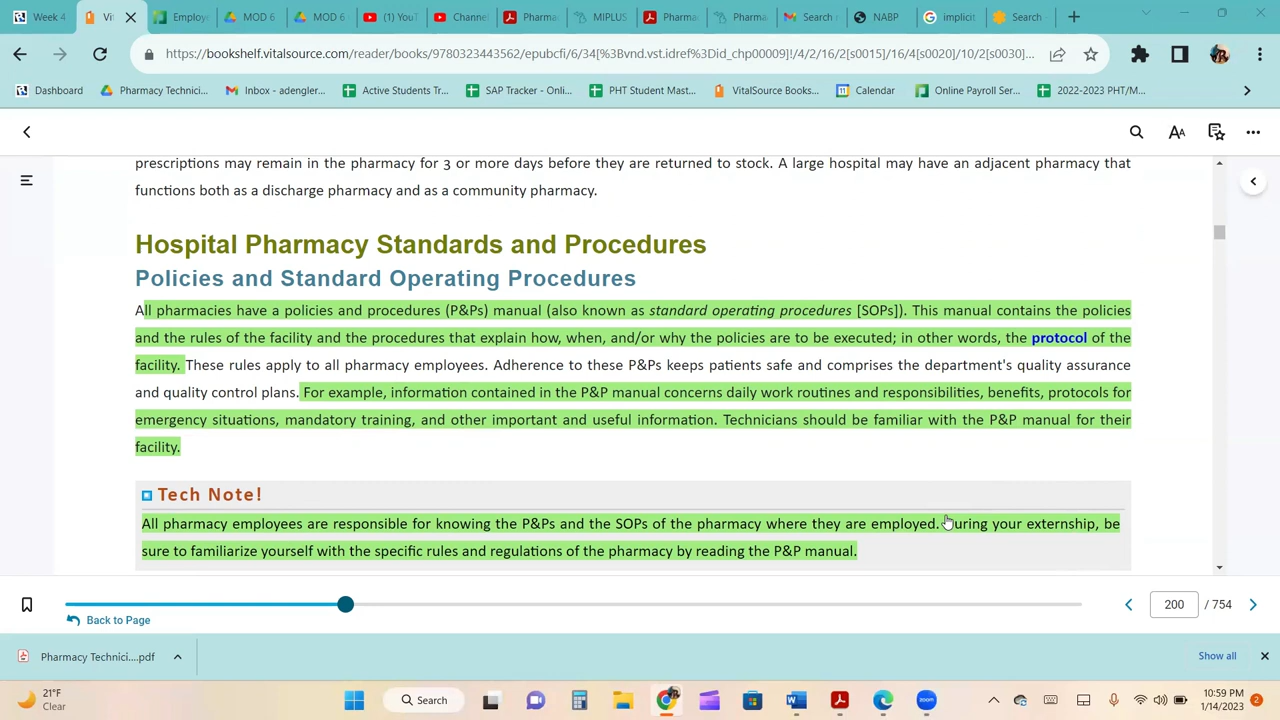 Week 4
Vit
Employe
MOD 6
MOD 6
(1) You
Channel
Pharma
MIPLUS
Pharma
Pharma
Search r
NABP
implicit
Search -
https://bookshelf.vitalsource.com/reader/books/9780323443562/epubcfi/6/34[%3Bvnd.vst.idref%3Did_chp00009]!/4/2/16/2[s0015]/16/4[s0020]/10/2[s0030]...
Dashboard
Pharmacy Technici...
Inbox - adengler...
Active Students Tr...
SAP Tracker - Onli...
PHT Student Mast...
VitalSource Books...
Calendar
Online Payroll Ser...
2022-2023 PHT/M...
AA
prescriptions may remain in the pharmacy for 3 or more days before they are returned to stock. A large hospital may have an adjacent pharmacy that
functions both as a discharge pharmacy and as a community pharmacy.
Hospital Pharmacy Standards and Procedures
Policies and Standard Operating Procedures
All pharmacies have a policies and procedures (P&Ps) manual (also known as standard operating procedures [SOPs]). This manual contains the policies
and the rules of the facility and the procedures that explain how, when, and/or why the policies are to be executed; in other words, the protocol of the
facility. These rules apply to all pharmacy employees. Adherence to these P&Ps keeps patients safe and comprises the department's quality assurance
and quality control plans. For example, information contained in the P&P manual concerns daily work routines and responsibilities, benefits, protocols for
emergency situations, mandatory training, and other important and useful information. Technicians should be familiar with the P&P manual for their
facility.
Tech Note!
All pharmacy employees are responsible for knowing the P&Ps and the SOPs of the pharmacy where they are employed. During your externship, be
sure to familiarize yourself with the specific rules and regulations of the pharmacy by reading the P&P manual.
200 / 754
Back to Page
Pharmacy Technici....pdf
Show all
21°F
Clear
Search
zoom
10:59 PM
1/14/2023
2